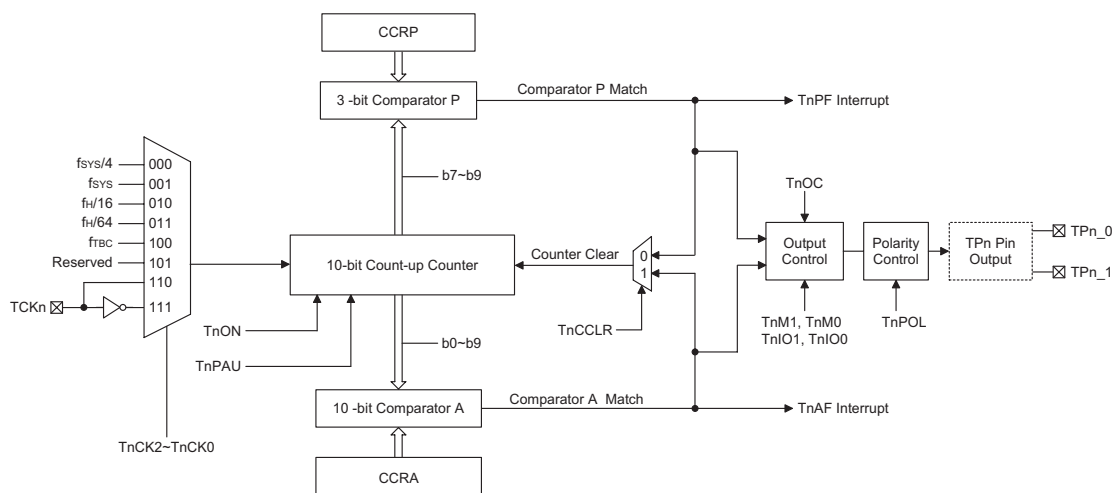 CCRP
3 -bit Comparator P
Comparator P Match
TnPF Interrupt
b7~b9
fSYS/4
000
fSYS
001
fH/16
010
fH/64
011
fTBC
100
Reserved
101
110
TCKn
111
10-bit Count-up Counter
Counter Clear
0
1
TnOC
Output
Control
Polarity
Control
TPn Pin
Output
TPn_0
TPn_1
TnON
TnPAU
b0~b9
TnCCLR
TnM1, TnM0
TnIO1, TnIO0
TnPOL
10 -bit Comparator A
Comparator A  Match
TnAF Interrupt
TnCK2~TnCK0
CCRA